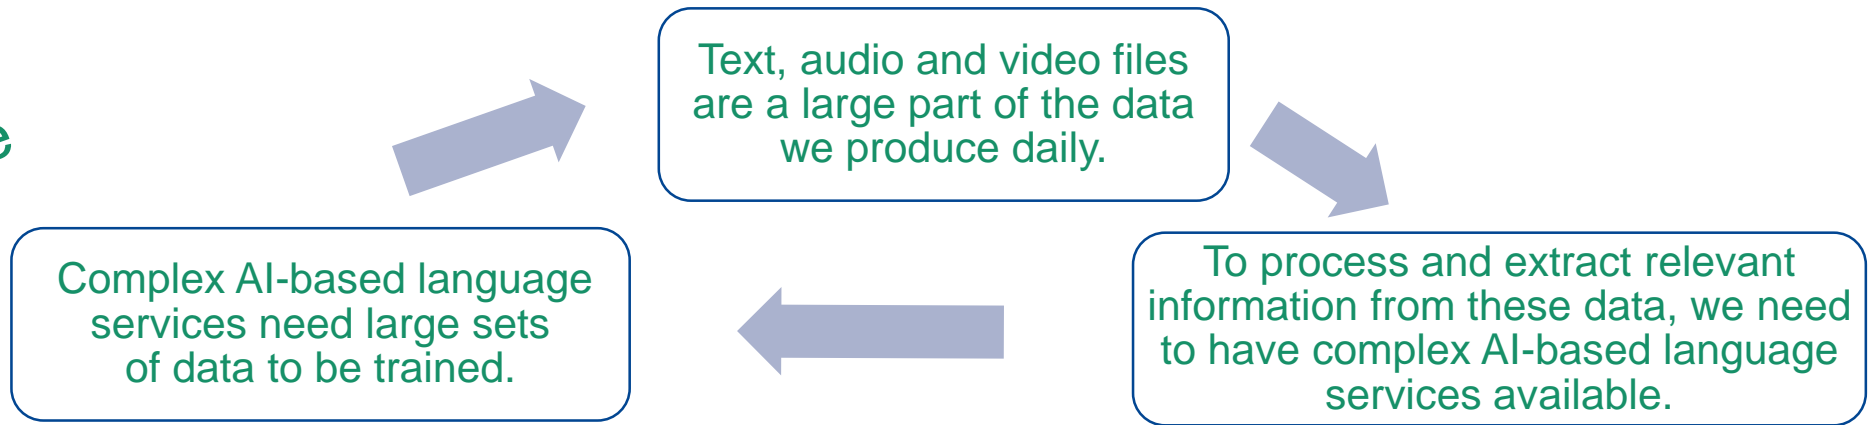 Text, audio and video files
are a large part of the data
we produce daily.
e
To process and extract relevant
information from these data, we need
to have complex AI-based language
services available.
Complex AI-based language
services need large sets
of data to be trained.